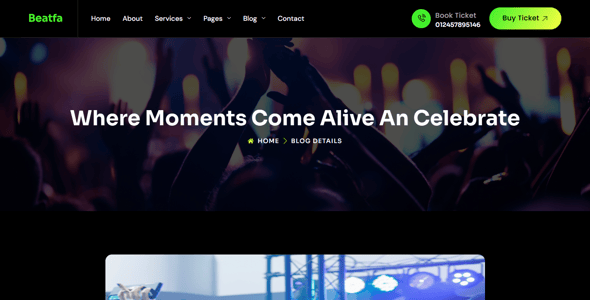 Beatfa
Home About Services Pages Blog Contact
Book Ticket
012457895146
Buy Ticket
Where Moments Come Alive An Celebrate
HOME BLOG DETAILS